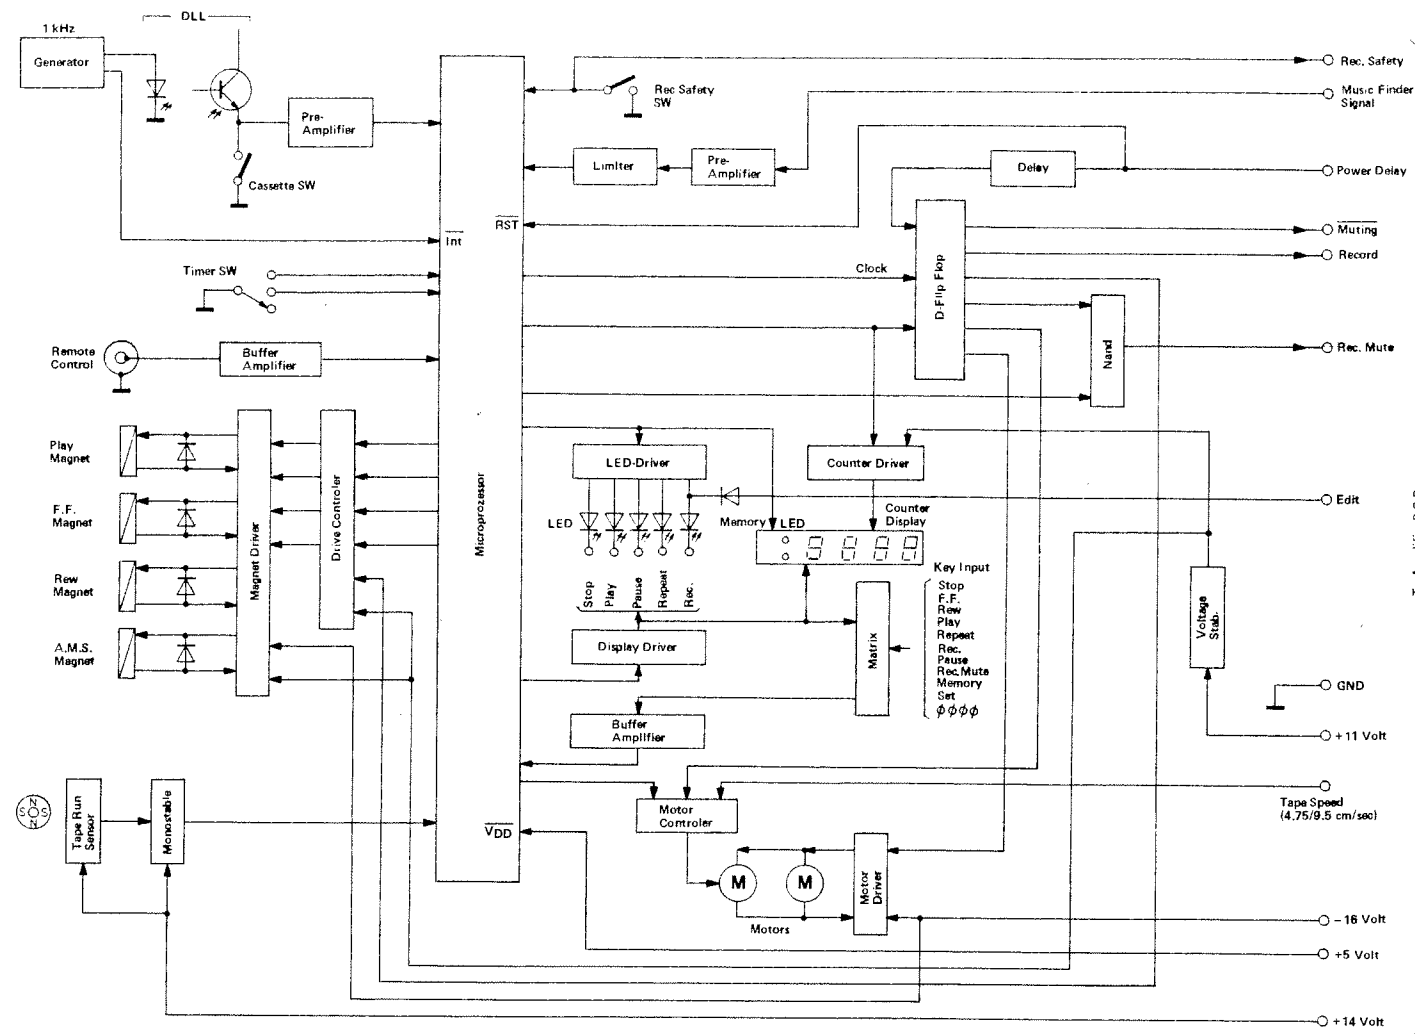 DLL
1 kHz
Generator
Pre-
Amplifier
Cassette SW
Int
Timer SW
Remote
Control
Buffer
Amplifier
Play
Magnet
F.F.
Magnet
Rew
Magnet
A.M.S.
Magnet
Magnet Driver
Drive Controler
Microprozessor
N
S S
N
Tape Run
Sensor
Monostable
Rec Safety
SW
Limiter
Pre-
Amplifier
Delay
RST
Clock
D-Flip Flop
Nand
LED-Driver
Counter Driver
LED
Memory LED
Counter
Display
8 8 8 8
Stop
Play
Pause
Repeat
Rec.
Display Driver
Matrix
Key Input
Stop
F.F.
Rew
Play
Repeat
Rec.
Pause
Rec.Mute
Memory
Set
ϕϕϕϕ
Buffer
Amplifier
Motor
Controler
VDD
M
M
Motors
Motor
Driver
Voltage
Stab.
Rec. Safety
Music Finder
Signal
Power Delay
Muting
Record
Rec. Mute
Edit
GND
+11 Volt
Tape Speed
(4.75/9.5 cm/sec)
-16 Volt
+5 Volt
+14 Volt